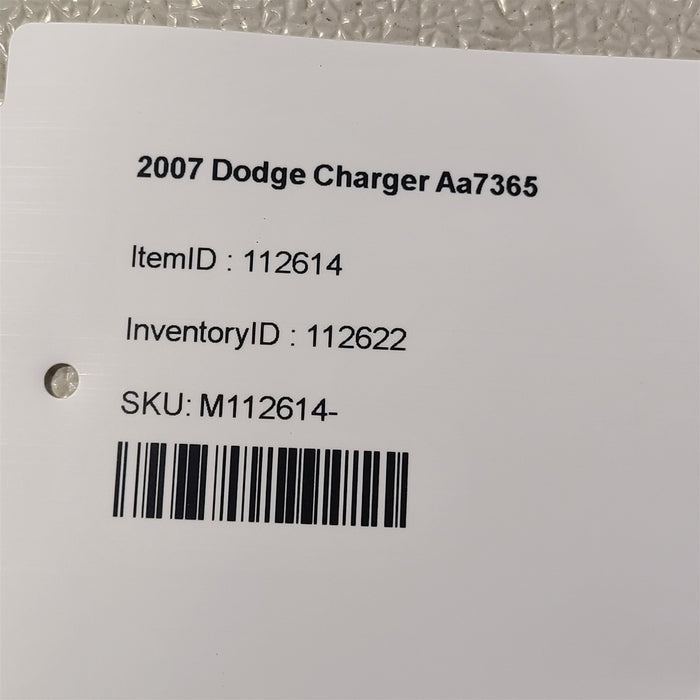 2007 Dodge Charger Aa7365
ItemID : 112614
InventoryID : 112622
SKU: M112614-